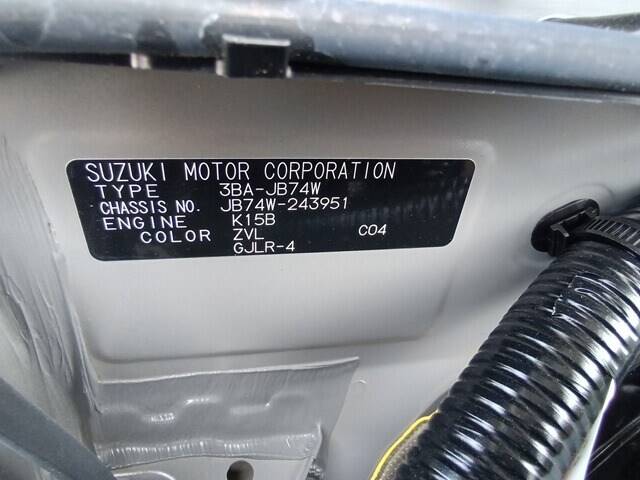 SUZUKI MOTOR CORPORATION
TYPE 3BA-JB74W
CHASSIS NO. JB74W-243951
ENGINE K15B
COLOR ZVL C04
GJLR-4